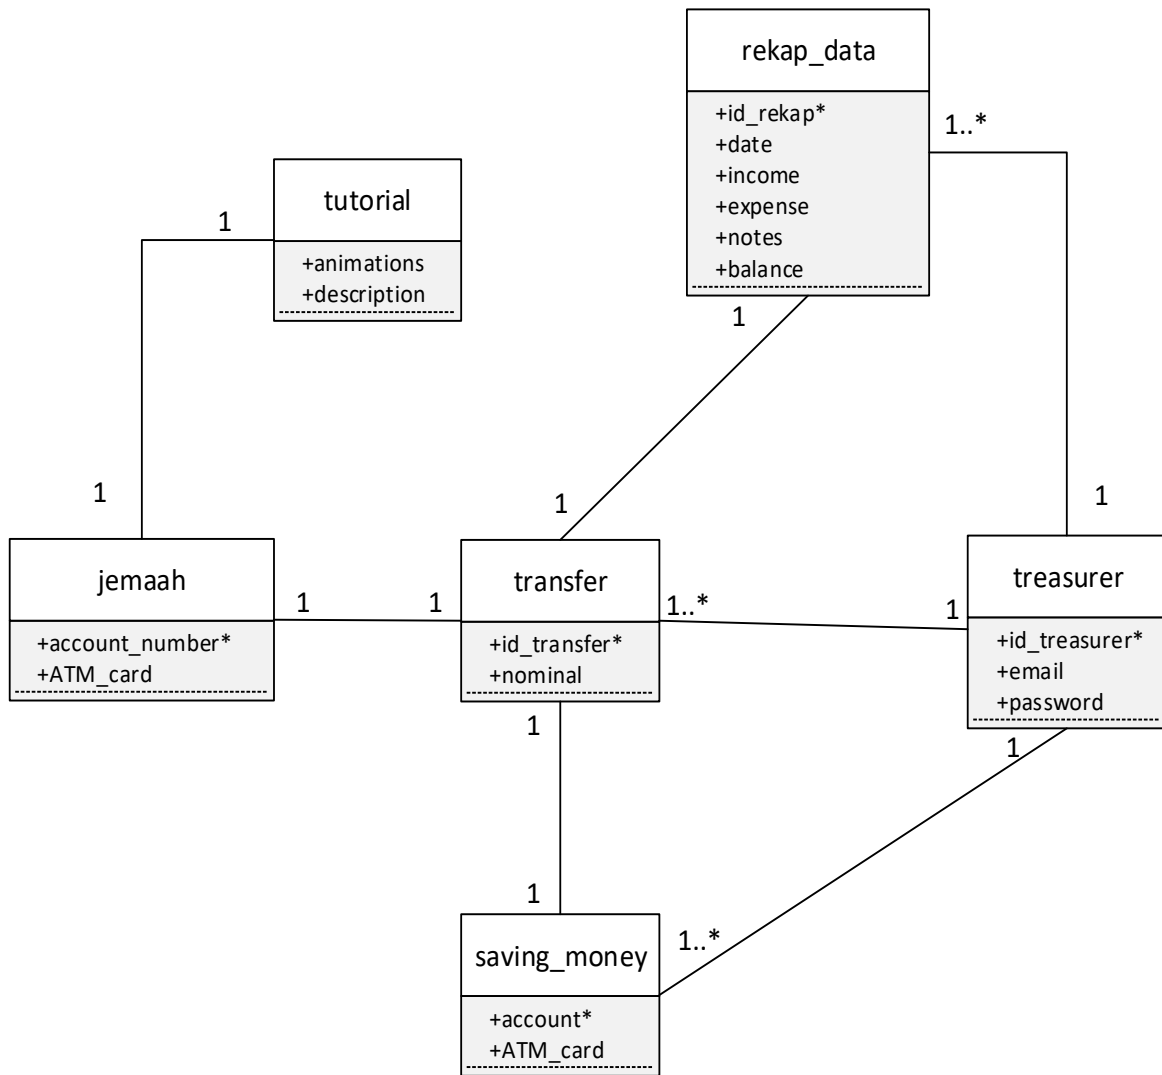 rekap_data
+id_rekap*
+date
+income
+expense
+notes
+balance
1..*
1
tutorial
+animations
+description
1
1
1
1
jemaah
+account_number*
+ATM_card
1
1
transfer
+id_transfer*
+nominal
1..*
1
treasurer
+id_treasurer*
+email
+password
1
1
1
1..*
saving_money
+account*
+ATM_card